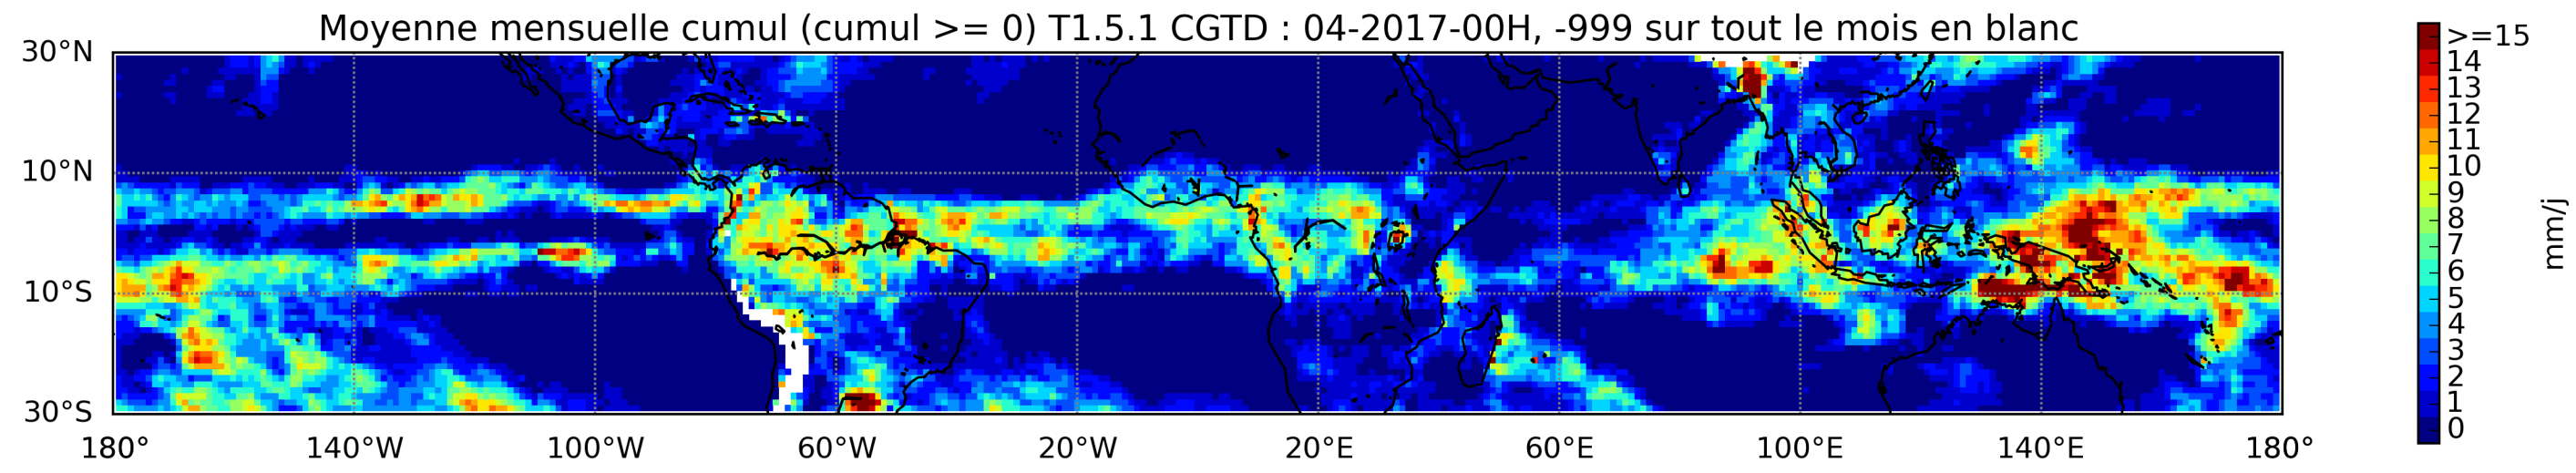 Moyenne mensuelle cumul (cumul >= 0) T1.5.1 CGTD : 04-2017-00H, -999 sur tout le mois en blanc
30°N
10°N
10°S
30°S
180° 140°W 100°W 60°W 20°W 20°E 60°E 100°E 140°E 180°
>=15
14
13
12
11
10
9
8
7
6
5
4
3
2
1
0
mm/j